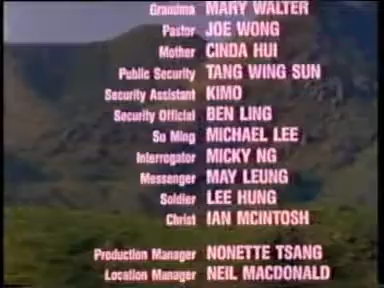 Grandma MARY WALTER
Pastor JOE WONG
Mother CINDA HUI
Public Security TANG WING SUN
Security Assistant KIMO
Security Official BEN LING
Su Ming MICHAEL LEE
Interrogator MICKY NG
Messenger MAY LEUNG
Soldier LEE HUNG
Christ IAN MCINTOSH
Production Manager NONETTE TSANG
Location Manager NEIL MACDONALD